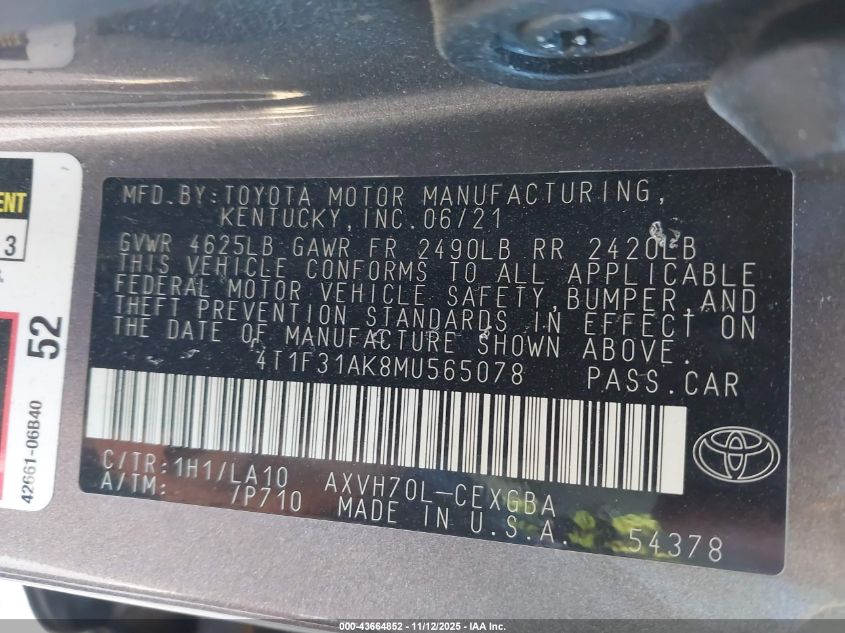 MFD.BY:TOYOTA MOTOR MANUFACTURING,
KENTUCKY,INC.06/21
GVWR 4625LB GAWR FR 2490LB RR 2420LB
THIS VEHICLE CONFORMS TO ALL APPLICABLE
FEDERAL MOTOR VEHICLE SAFETY,BUMPER,AND
THEFT PREVENTION STANDARDS IN EFFECT ON
THE DATE OF MANUFACTURE SHOWN ABOVE.
4T1F31AK8MU565078 PASS.CAR
C/TR:1H1/LA10 AXVH70L-CEXGBA
A/TM: /P710 MADE IN U.S.A.
54378
3
52
42661-06B40
000-43664852 - 11/12/2025 - IAA Inc.